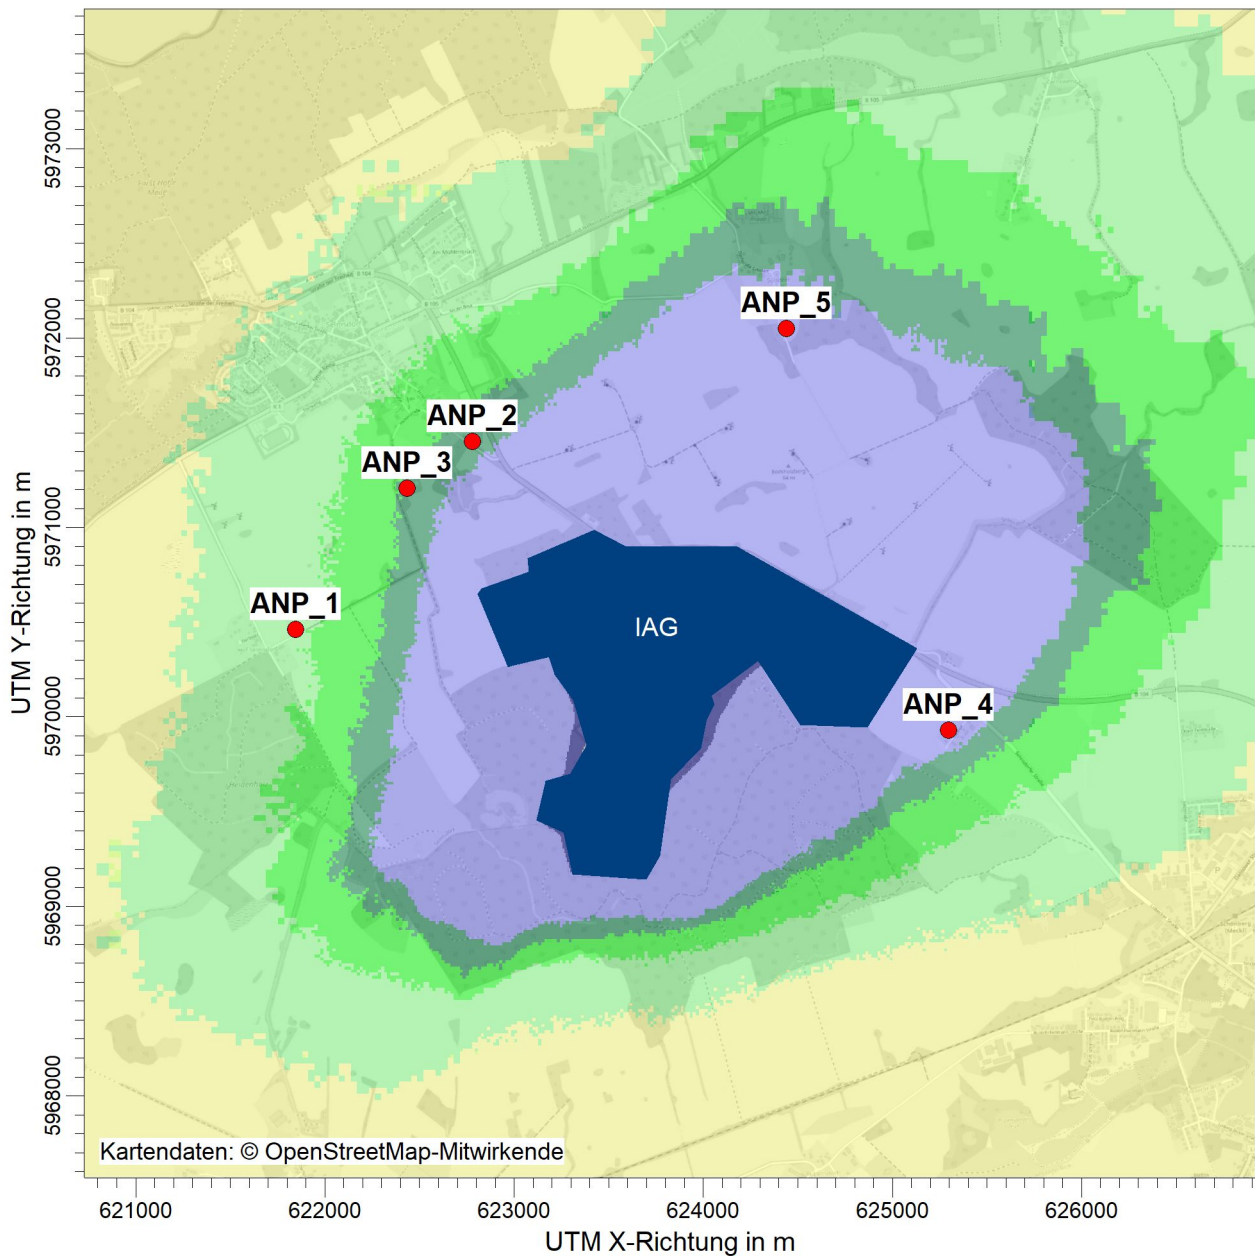 ANP_5
ANP_2
ANP_3
ANP_1
IAG
ANP_4
Kartendaten: © OpenStreetMap-Mitwirkende
5973000
5972000
5971000
5970000
5969000
5968000
UTM Y-Richtung in m
621000 622000 623000 624000 625000 626000
UTM X-Richtung in m